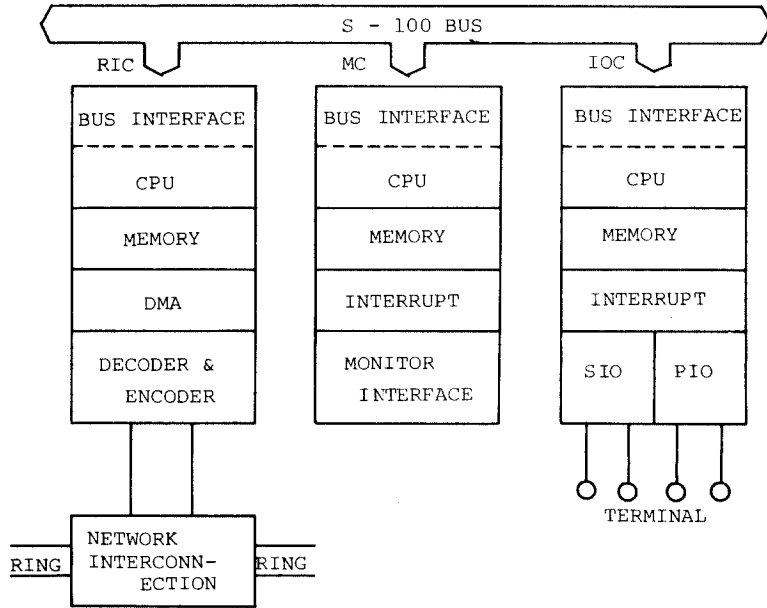 S - 100 BUS
RIC
MC
IOC
BUS INTERFACE
CPU
MEMORY
DMA
DECODER &
ENCODER
BUS INTERFACE
CPU
MEMORY
INTERRUPT
MONITOR
INTERFACE
BUS INTERFACE
CPU
MEMORY
INTERRUPT
SIO
PIO
TERMINAL
RING
NETWORK
INTERCONN-
ECTION
RING